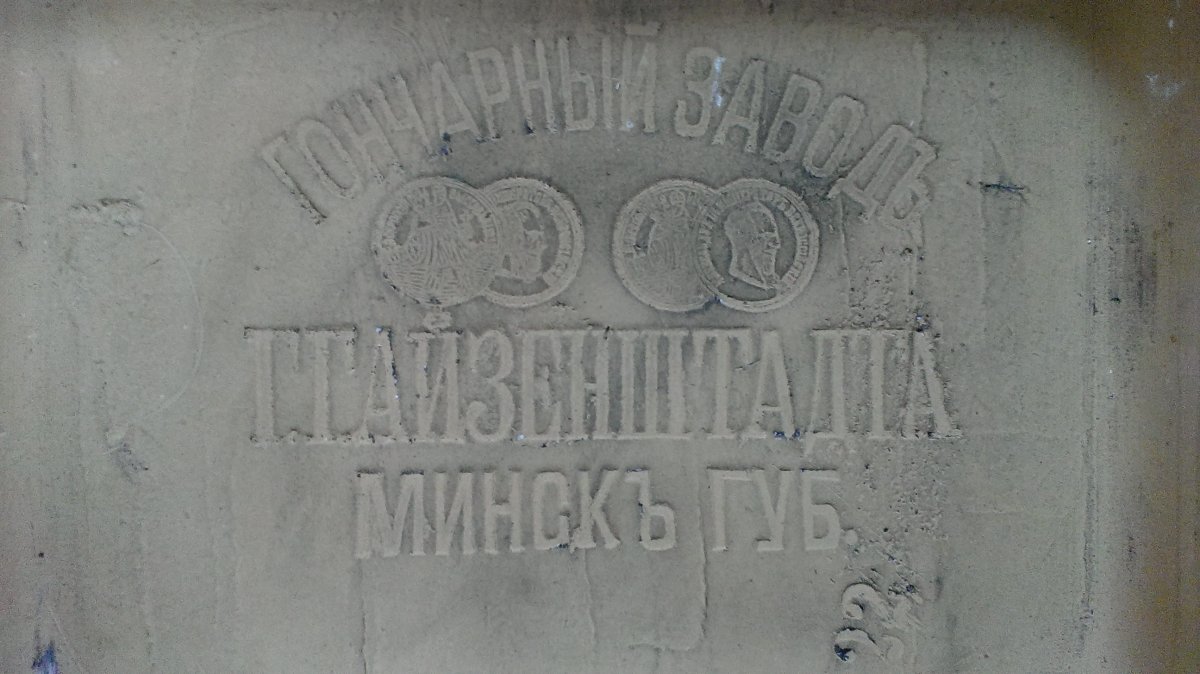 ГОНЧАРНЫЙ ЗАВОДЪ
Г. ГАЙЗЕНШТАДТА
МИНСКЪ ГУБ.